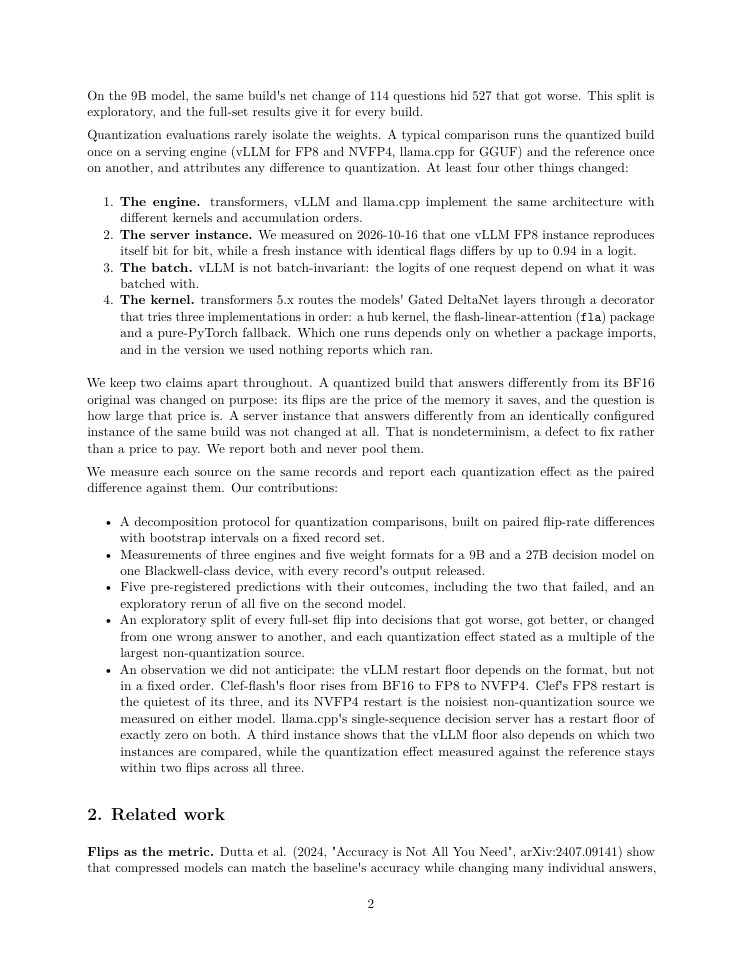 On the 9B model, the same build's net change of 114 questions hid 527 that got worse. This split is
exploratory, and the full-set results give it for every build.
Quantization evaluations rarely isolate the weights. A typical comparison runs the quantized build
once on a serving engine (vLLM for FP8 and NVFP4, llama.cpp for GGUF) and the reference once
on another, and attributes any difference to quantization. At least four other things changed:
1. The engine. transformers, vLLM and llama.cpp implement the same architecture with
different kernels and accumulation orders.
2. The server instance. We measured on 2026-10-16 that one vLLM FP8 instance reproduces
itself bit for bit, while a fresh instance with identical flags differs by up to 0.94 in a logit.
3. The batch. vLLM is not batch-invariant: the logits of one request depend on what it was
batched with.
4. The kernel. transformers 5.x routes the models' Gated DeltaNet layers through a decorator
that tries three implementations in order: a hub kernel, the flash-linear-attention (fla) package
and a pure-PyTorch fallback. Which one runs depends only on whether a package imports,
and in the version we used nothing reports which ran.
We keep two claims apart throughout. A quantized build that answers differently from its BF16
original was changed on purpose: its flips are the price of the memory it saves, and the question is
how large that price is. A server instance that answers differently from an identically configured
instance of the same build was not changed at all. That is nondeterminism, a defect to fix rather
than a price to pay. We report both and never pool them.
We measure each source on the same records and report each quantization effect as the paired
difference against them. Our contributions:
• A decomposition protocol for quantization comparisons, built on paired flip-rate differences
with bootstrap intervals on a fixed record set.
• Measurements of three engines and five weight formats for a 9B and a 27B decision model on
one Blackwell-class device, with every record's output released.
• Five pre-registered predictions with their outcomes, including the two that failed, and an
exploratory rerun of all five on the second model.
• An exploratory split of every full-set flip into decisions that got worse, got better, or changed
from one wrong answer to another, and each quantization effect stated as a multiple of the
largest non-quantization source.
• An observation we did not anticipate: the vLLM restart floor depends on the format, but not
in a fixed order. Clef-flash's floor rises from BF16 to FP8 to NVFP4. Clef's FP8 restart is
the quietest of its three, and its NVFP4 restart is the noisiest non-quantization source we
measured on either model. llama.cpp's single-sequence decision server has a restart floor of
exactly zero on both. A third instance shows that the vLLM floor also depends on which two
instances are compared, while the quantization effect measured against the reference stays
within two flips across all three.
2. Related work
Flips as the metric. Dutta et al. (2024, "Accuracy is Not All You Need", arXiv:2407.09141) show
that compressed models can match the baseline's accuracy while changing many individual answers,
2